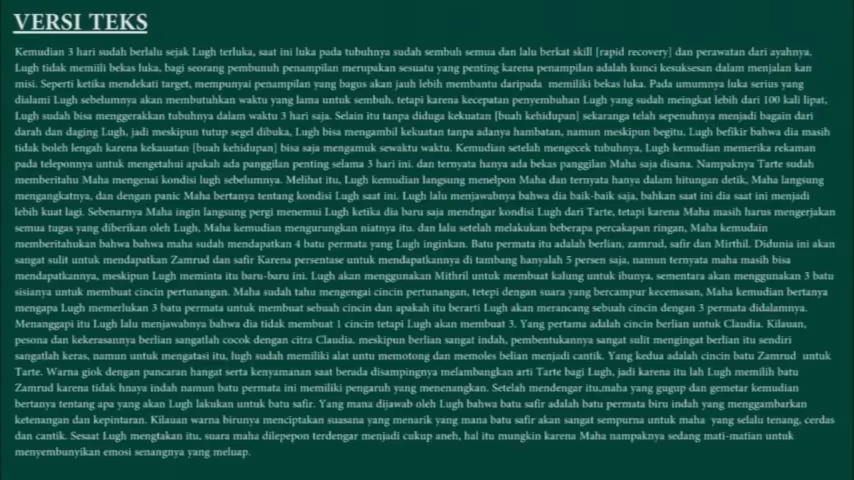 VERSI TEKS
Kemudian 3 hari sudah berlalu sejak Lugh terluka, saat ini luka pada tubuhnya sudah sembuh semua dan lalu berkat skill [rapid recovery] dan perawatan dari ayahnya,
Lugh tidak memiili bekas luka, bagi seorang pembunuh penampilan merupakan sesuatu yang penting karena penampilan adalah kunci kesuksesan dalam menjalan kan
misi. Seperti ketika mendekati target, mempunyai penampilan yang bagus akan jauh lebih membantu daripada memiliki bekas luka. Pada umumnya luka serius yang
dialami Lugh sebelumnya akan membutuhkan waktu yang lama untuk sembuh, tetapi karena kecepatan penyembuhan Lugh yang sudah meingkat lebih dari 100 kali lipat,
Lugh sudah bisa menggerakkan tubuhnya dalam waktu 3 hari saja. Selain itu tanpa diduga kekuatan [buah kehidupan] sekaranga telah sepenuhnya menjadi bagain dari
darah dan daging Lugh, jadi meskipun tutup segel dibuka, Lugh bisa mengambil kekuatan tanpa adanya hambatan, namun meskipun begitu, Lugh befikir bahwa dia masih
tidak boleh lengah karena kekauatan [buah kehidupan] bisa saja mengamuk sewaktu waktu. Kemudian setelah mengecek tubuhnya, Lugh kemudian memerika rekaman
pada teleponnya untuk mengetahui apakah ada panggilan penting selama 3 hari ini. dan ternyata hanya ada bekas panggilan Maha saja disana. Nampaknya Tarte sudah
memberitahu Maha mengenai kondisi lugh sebelumnya. Melihat itu, Lugh kemudian langsung menelpon Maha dan ternyata hanya dalam hitungan detik, Maha langsung
mengangkatnya, dan dengan panic Maha bertanya tentang kondisi Lugh saat ini. Lugh lalu menjawubnya bahwa dia baik-baik saja, bahkan saat ini dia saat ini menjadi
lebih kuat lagi. Sebenarnya Maha ingin langsung pergi menemui Lugh ketika dia baru saja mendngar kondisi Lugh dari Tarte, tetapi karena Maha masih harus mengerjakan
semua tugas yang diberikan oleh Lugh, Maha kemudian mengurungkan niatnya itu. dan lalu setelah melakukan beberapa percakapan ringan, Maha kemudain
memberitahukan bahwa bahwa maha sudah mendapatkan 4 batu permata yang Lugh inginkan. Batu permata itu adalah berlian, zamrud, safir dan Mirthil. Didunia ini akan
sangat sulit untuk mendapatkan Zamrud dan safir Karena persentase untuk mendapatkannya di tambang hanyalah 5 persen saja, namun ternyata maha masih bisa
mendapatkannya, meskipun Lugh meminta itu baru-baru ini. Lugh akan menggunakan Mithril untuk membuat kalung untuk ibunya, sementara akan menggunakan 3 batu
sisianya untuk membuat cincin pertunangan. Maha sudah tahu mengengai cincin pertunangan, tetepi dengan suara yang bercampur kecemasan, Maha kemudian bertanya
mengapa Lugh memerlukan 3 batu permata untuk membuat sebuah cincin dan apakah itu berarti Lugh akan merancang sebuah cincin dengan 3 permata didalamnya.
Menanggapi itu Lugh lalu menjawabnya bahwa dia tidak membuat 1 cincin tetapi Lugh akan membuat 3. Yang pertama adalah cincin berlian untuk Claudia. Kilauan,
pesona dan kekerasannya berlian sangatlah cocok dengan citra Claudia. meskipun berlian sangat indah, pembentukannya sangat sulit mengingat berlian itu sendiri
sangatlah keras, namun untuk mengatasi itu, lugh sudah memiliki alat untu memotong dan memoles belian menjadi cantik. Yang kedua adalah cincin batu Zamrud untuk
Tarte. Warna giok dengan pancaran hangat serta kenyamanan saat berada disampingnya melambangkan arti Tarte bagi Lugh, jadi karena itu lah Lugh memilih batu
Zamrud karena tidak hnaya indah namun batu permata ini memiliki pengaruh yang menenangkan. Setelah mendengar itu,maha yang gugup dan gemetar kemudian
bertanya tentang apa yang akan Lugh lakukan untuk batu safir. Yang mana dijawab oleh Lugh bahwa batu safir adalah batu permata biru indah yang menggambarkan
ketenangan dan kepintaran. Kilauan warna birunya menciptakan suasana yang menarik yang mana batu safir akan sangat sempurna untuk maha yang selalu tenang, cerdas
dan cantik. Sesaat Lugh mengtakan itu, suara maha dilepepon terdengar menjadi cukup aneh, hal itu mungkin karena Maha nampaknya sedang mati-matian untuk
menyembunyikan emosi senangnya yang meluap.